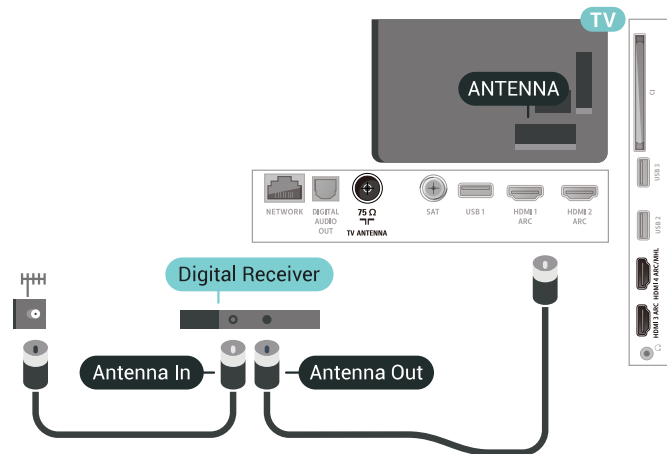 TV
ANTENNA
CI
USB 3
USB 2
HDMI 4 ARC/MHL
HDMI 3 ARC
NETWORK
DIGITAL
AUDIO
OUT
75 Ω
TV ANTENNA
SAT
USB 1
HDMI 1
ARC
HDMI 2
ARC
Digital Receiver
Antenna In
Antenna Out